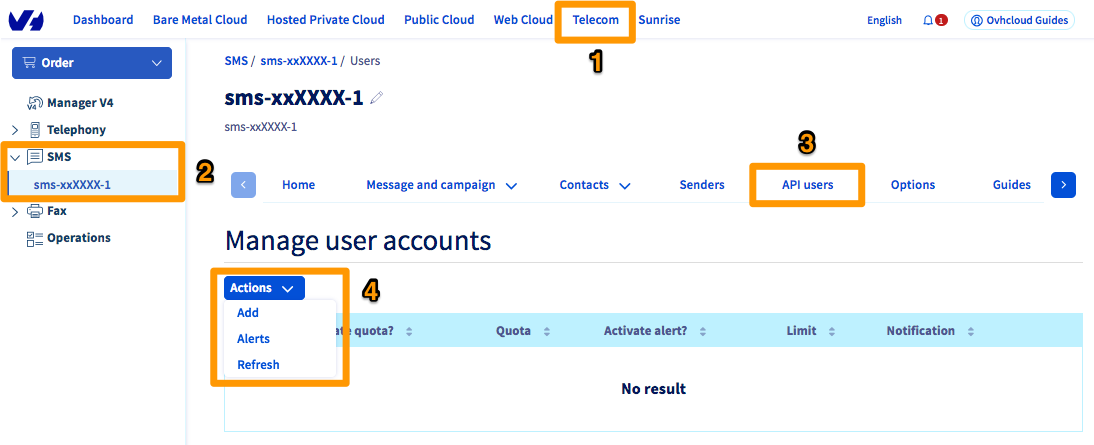 Dashboard Bare Metal Cloud Hosted Private Cloud Public Cloud Web Cloud Telecom Sunrise English 1 Ovhcloud Guides
1
Order
SMS / sms-xxXXXX-1 / Users
sms-xxXXXX-1
sms-xxXXXX-1
V4 Manager V4
Telephony
SMS
sms-xxXXXX-1
Fax
Operations
2
3
Home Message and campaign Contacts Senders API users Options Guides
Manage user accounts
Actions
4
Add
Alerts
Refresh
te quota? Quota Activate alert? Limit Notification
No result